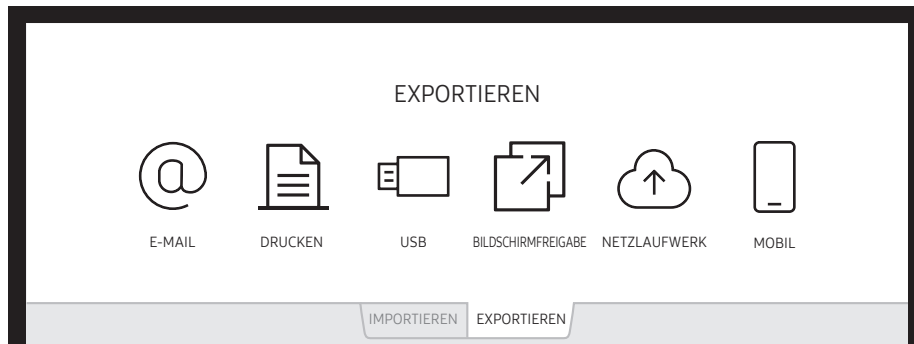 EXPORTIEREN
E-MAIL DRUCKEN USB BILDSCHIRMFREIGABE NETZLAUFWERK MOBIL
IMPORTIEREN EXPORTIEREN